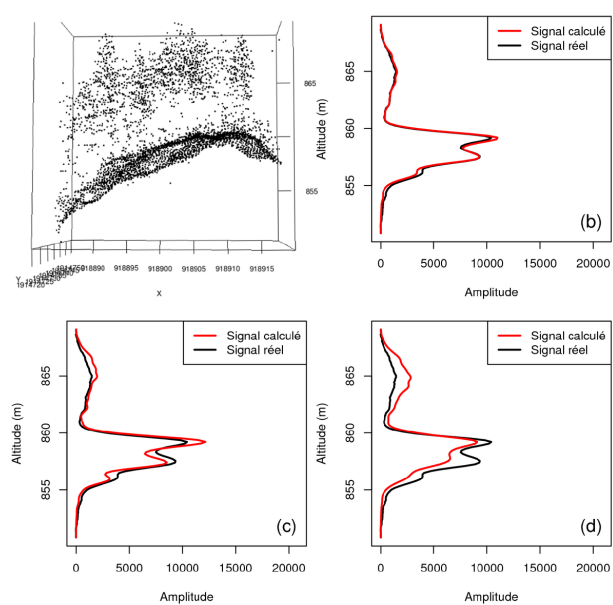 865
855
Y
1914720
918890
918895
918900
918905
918910
918915
X
Signal calculé
Signal réel
Altitude (m)
865
860
855
(b)
0
5000
10000
15000
20000
Amplitude
Signal calculé
Signal réel
Altitude (m)
865
860
855
(c)
0
5000
10000
15000
20000
Amplitude
Signal calculé
Signal réel
Altitude (m)
865
860
855
(d)
0
5000
10000
15000
20000
Amplitude